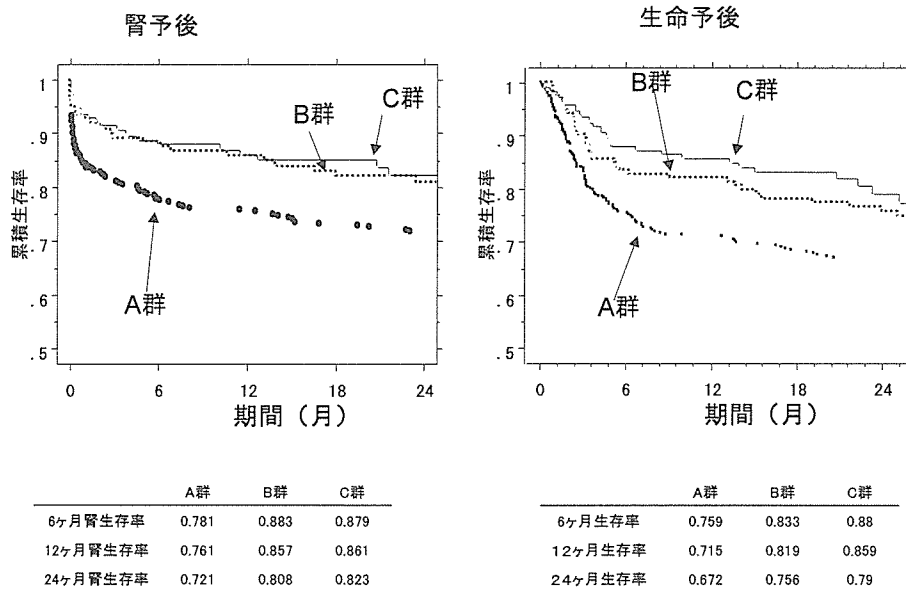 腎予後
1
.9
.8
.7
.6
.5
累積生存率
B群
C群
A群
0 6 12 18 24
期間（月）
A群 B群 C群
6ヶ月腎生存率 0.781 0.883 0.879
12ヶ月腎生存率 0.761 0.857 0.861
24ヶ月腎生存率 0.721 0.808 0.823
生命予後
1
.9
.8
.7
.6
.5
累積生存率
B群
C群
A群
0 6 12 18 24
期間（月）
A群 B群 C群
6ヶ月生存率 0.759 0.833 0.88
12ヶ月生存率 0.715 0.819 0.859
24ヶ月生存率 0.672 0.756 0.79